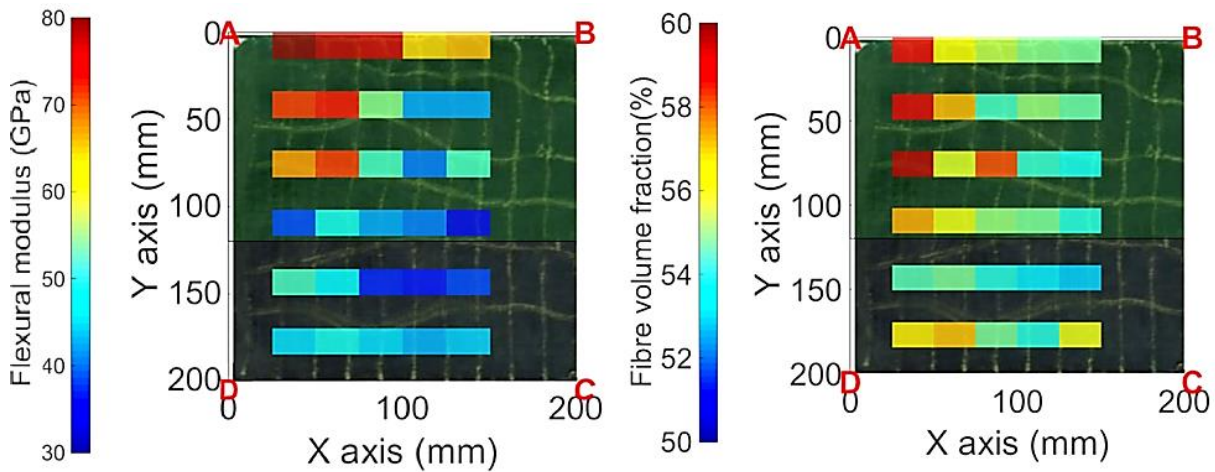 Flexural modulus (GPa)
80
70
60
50
40
30
A
B
C
D
Y axis (mm)
0
50
100
150
200
0
100
200
X axis (mm)
Fibre volume fraction(%)
60
58
56
54
52
50
A
B
C
D
Y axis (mm)
0
50
100
150
200
0
100
200
X axis (mm)